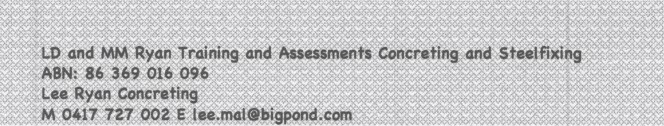 LD and MM Ryan Training and Assessments Concreting and Steelfixing
ABN: 86 369 016 096
Lee Ryan Concreting
M 0417 727 002 E lee.mal@bigpond.com